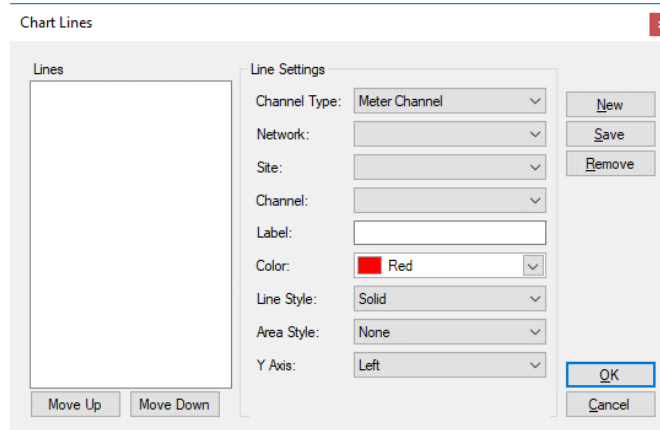 Chart Lines
Lines
Line Settings
Channel Type: Meter Channel
Network:
Site:
Channel:
Label:
Color: Red
Line Style: Solid
Area Style: None
Y Axis: Left
New
Save
Remove
Move Up Move Down
OK
Cancel